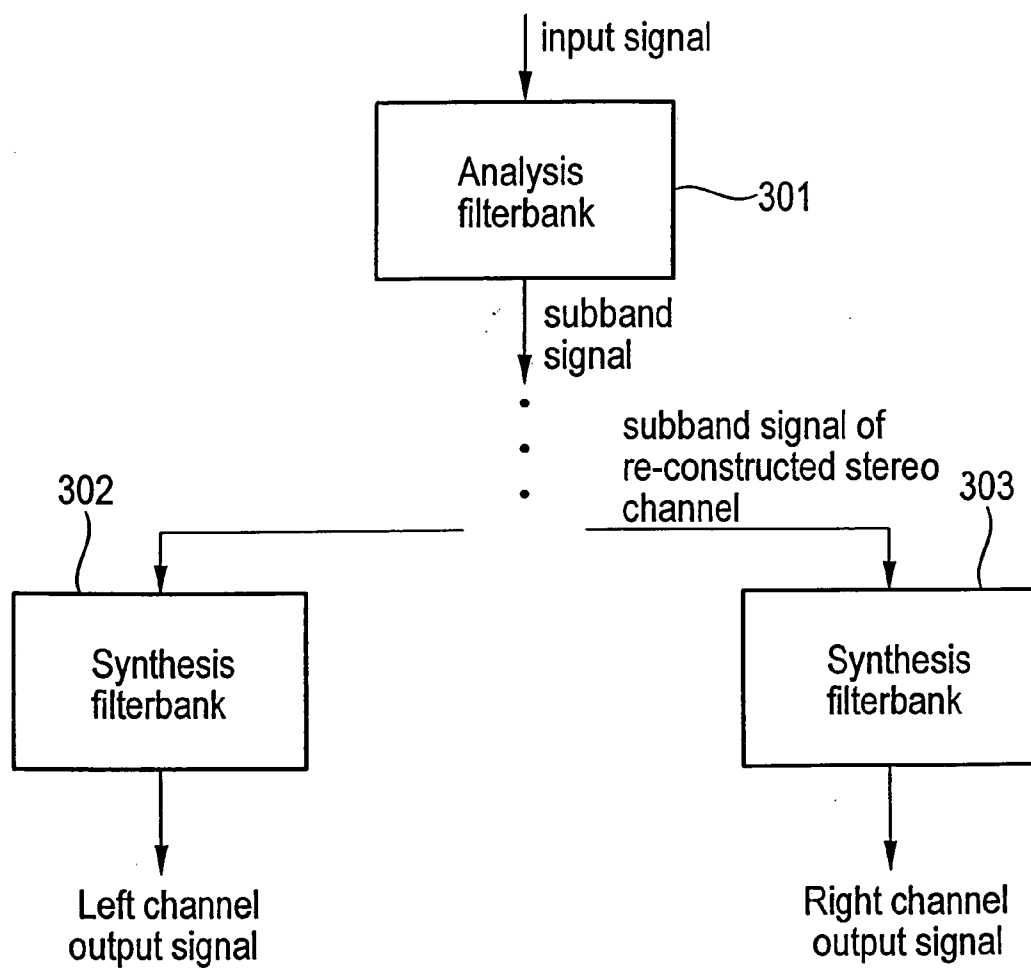 input signal
Analysis
filterbank
301
subband
signal
subband signal of
re-constructed stereo
channel
302
303
Synthesis
filterbank
Synthesis
filterbank
Left channel
output signal
Right channel
output signal